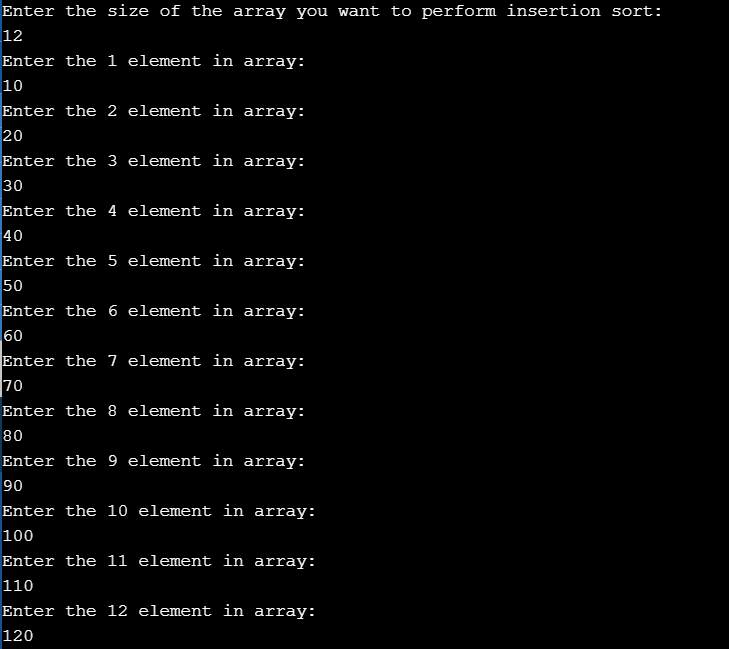 Enter the size of the array you want to perform insertion sort:
12
Enter the 1 element in array:
10
Enter the 2 element in array:
20
Enter the 3 element in array:
30
Enter the 4 element in array:
40
Enter the 5 element in array:
50
Enter the 6 element in array:
60
Enter the 7 element in array:
70
Enter the 8 element in array:
80
Enter the 9 element in array:
90
Enter the 10 element in array:
100
Enter the 11 element in array:
110
Enter the 12 element in array:
120